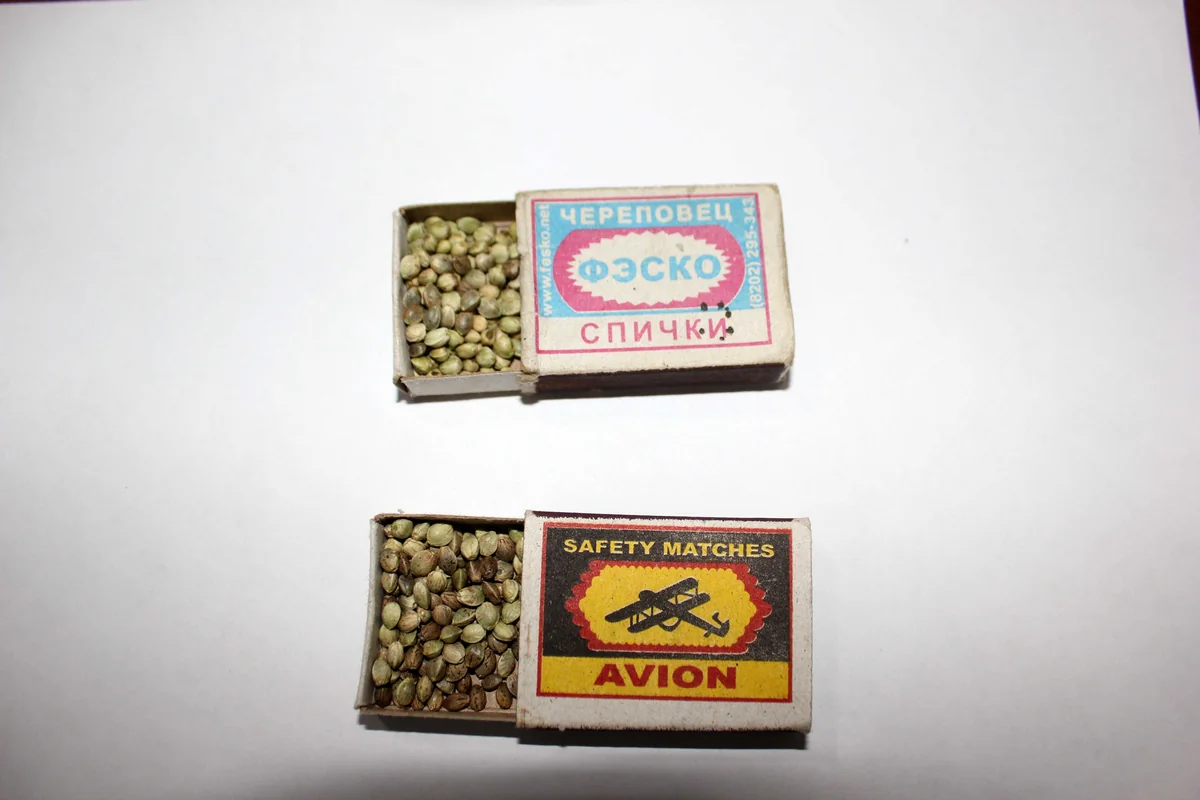 ЧЕРЕПОВЕЦ
www.fesko.net
ФЭСКО
(8202) 295-343
СПИЧКИ
SAFETY MATCHES
AVION